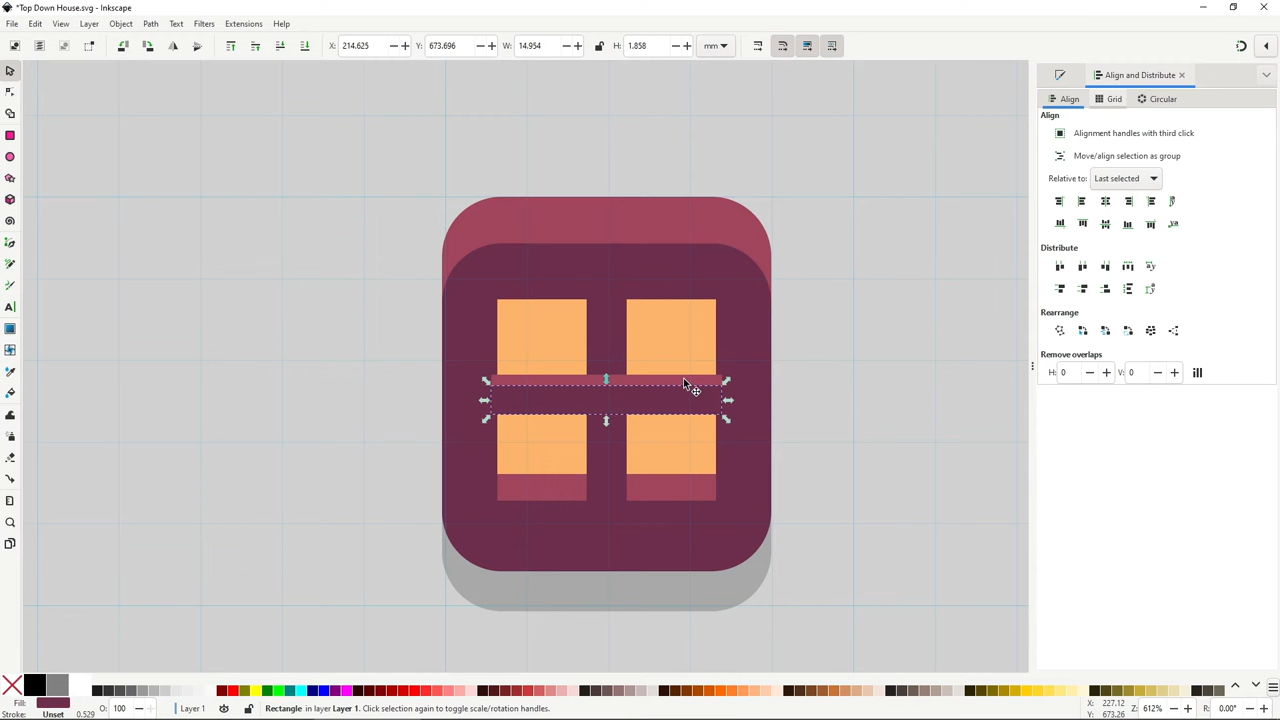 *Top Down House.svg - Inkscape
File Edit View Layer Object Path Text Filters Extensions Help
X: 214.625 Y: 673.696 W: 14.954 H: 1.858 mm
Align and Distribute
Align Grid Circular
Align
Alignment handles with third click
Move/align selection as group
Relative to: Last selected
Distribute
Rearrange
Remove overlaps
H: 0 V: 0
Fill:
Stroke: Unset 0.529
O: 100
Layer 1
Rectangle in layer Layer 1. Click selection again to toggle scale/rotation handles.
X: 227.12
Y: 673.26
Z: 612%
R: 0.00°